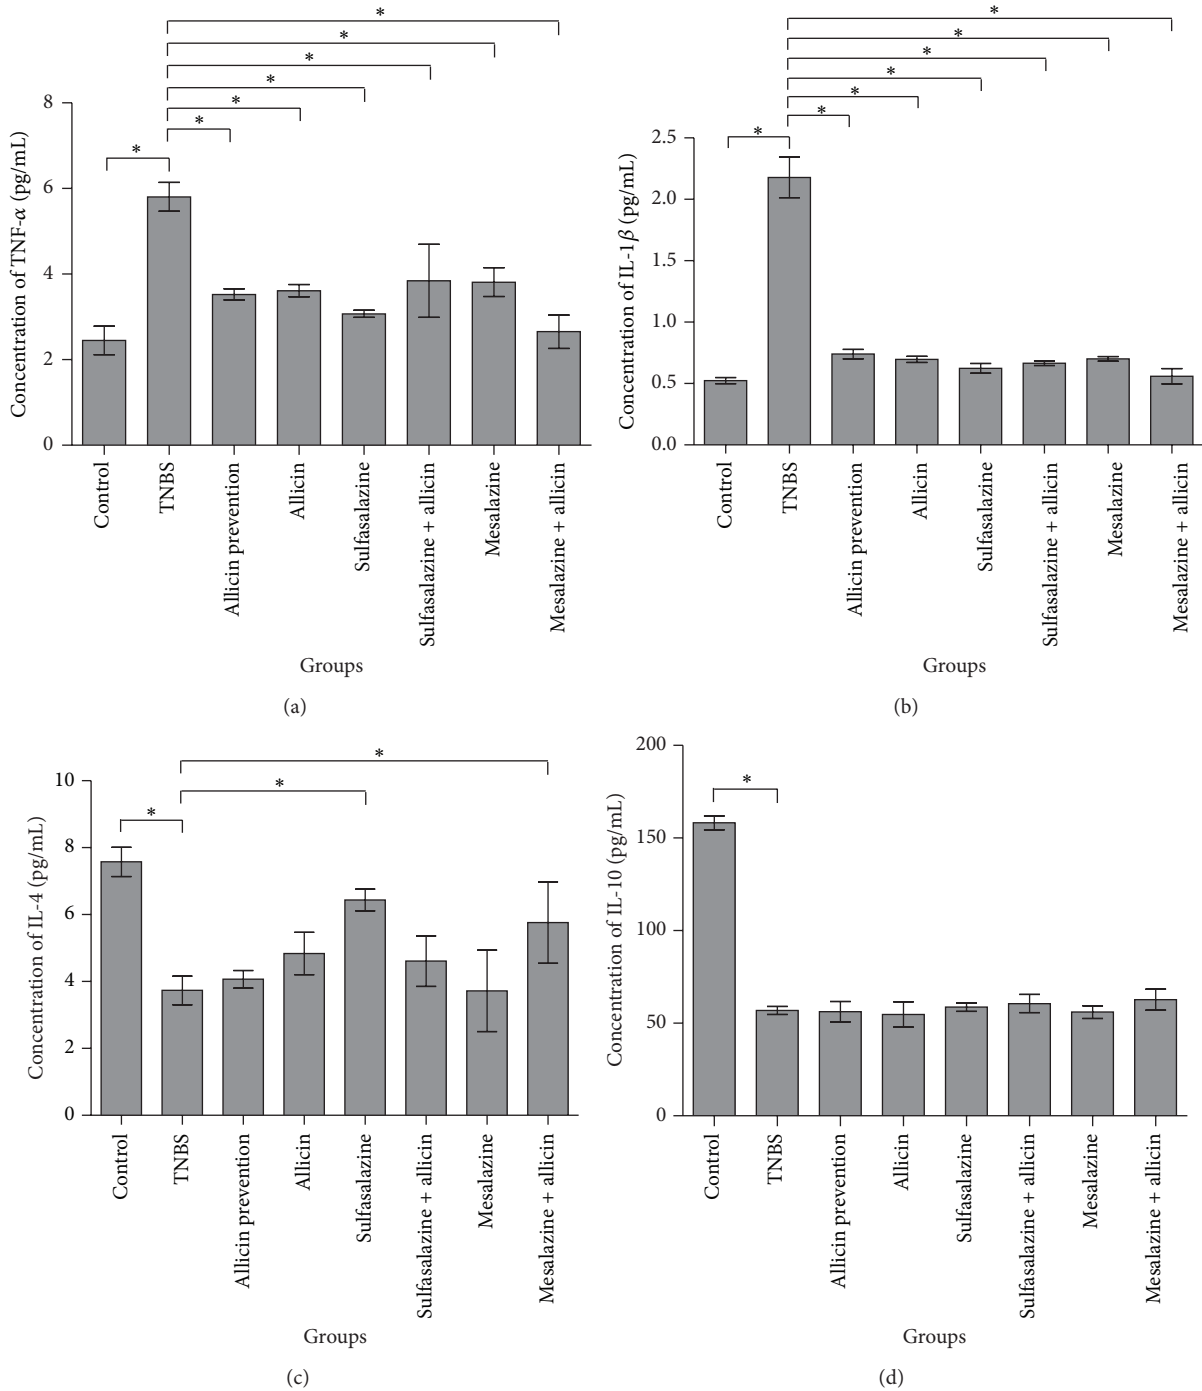 *
*
*
*
*
*
*
Concentration of TNF-α (pg/mL)
8
6
4
2
0
Control
TNBS
Allicin prevention
Allicin
Sulfasalazine
Sulfasalazine + allicin
Mesalazine
Mesalazine + allicin
Groups
(a)
*
*
*
*
*
*
*
Concentration of IL-1β (pg/mL)
2.5
2.0
1.5
1.0
0.5
0.0
Control
TNBS
Allicin prevention
Allicin
Sulfasalazine
Sulfasalazine + allicin
Mesalazine
Mesalazine + allicin
Groups
(b)
*
*
*
Concentration of IL-4 (pg/mL)
10
8
6
4
2
0
Control
TNBS
Allicin prevention
Allicin
Sulfasalazine
Sulfasalazine + allicin
Mesalazine
Mesalazine + allicin
Groups
(c)
*
Concentration of IL-10 (pg/mL)
200
150
100
50
0
Control
TNBS
Allicin prevention
Allicin
Sulfasalazine
Sulfasalazine + allicin
Mesalazine
Mesalazine + allicin
Groups
(d)